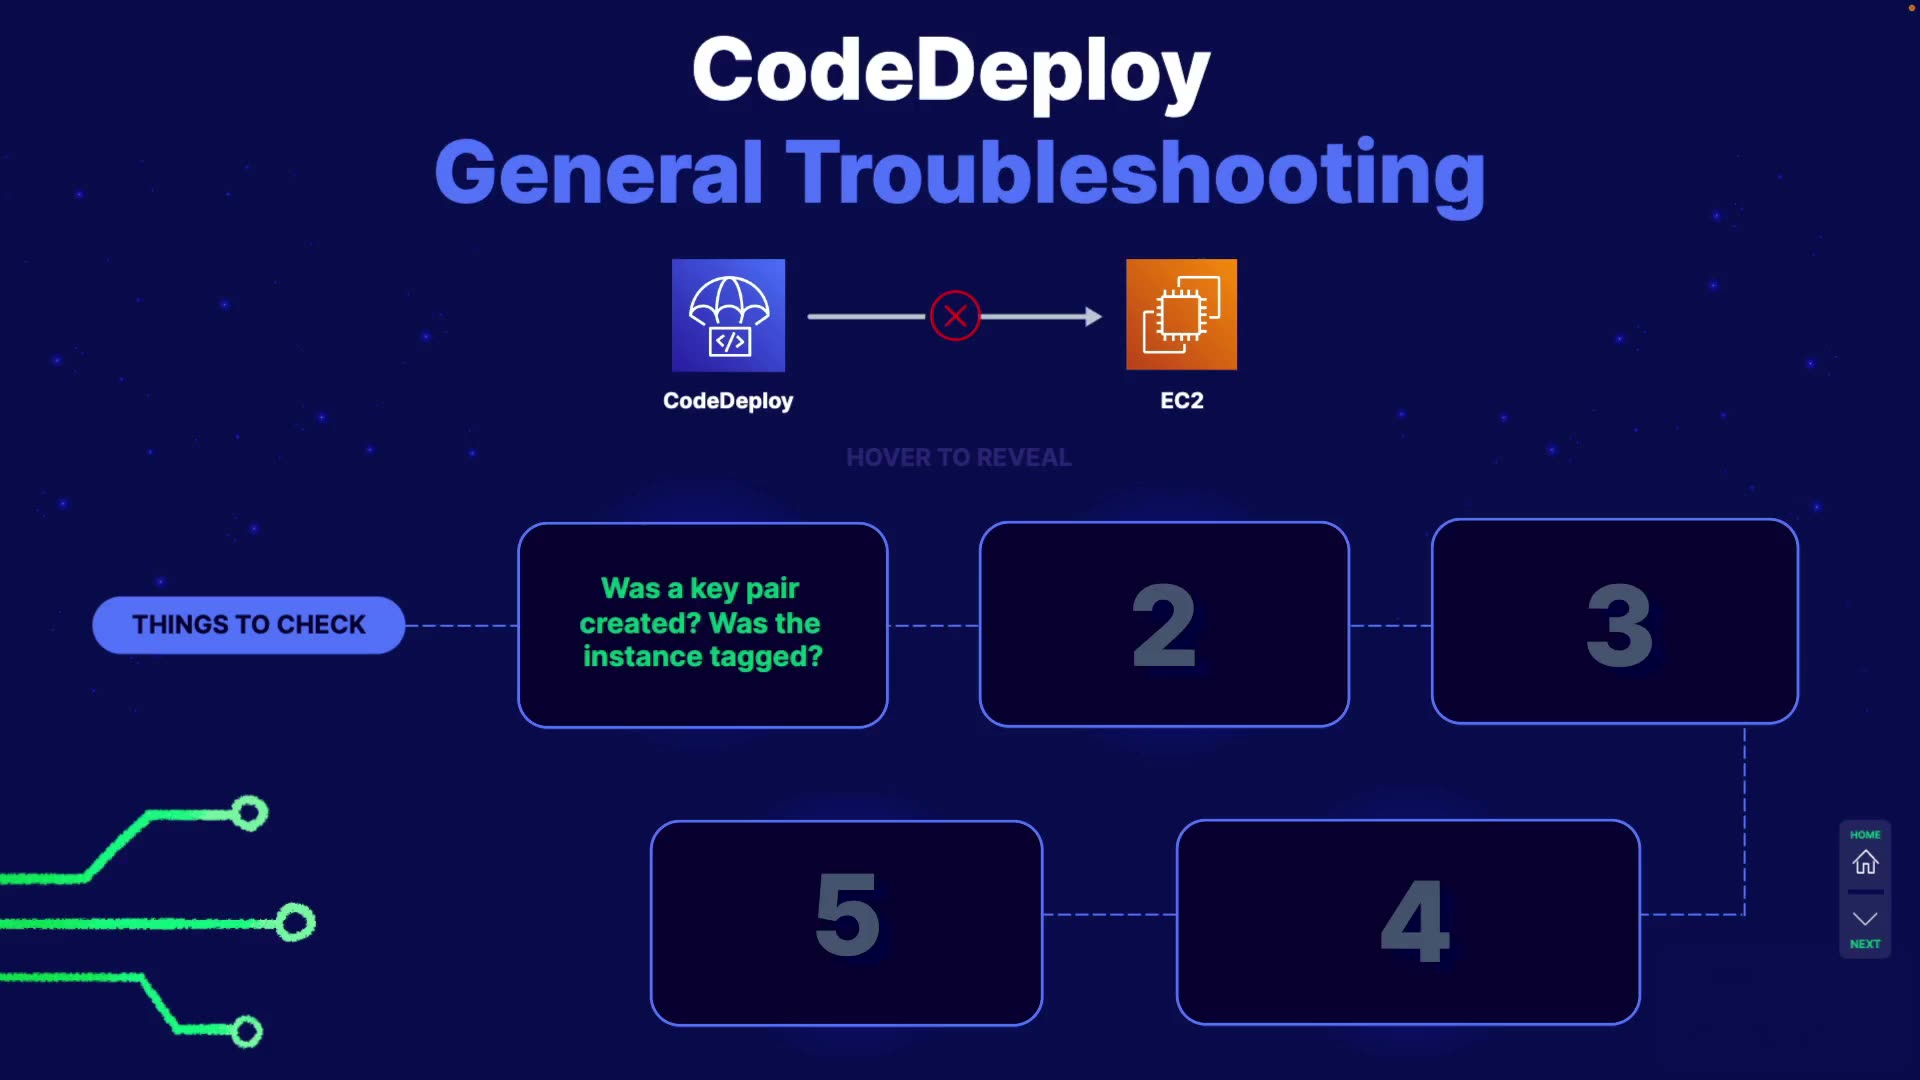 CodeDeploy
General Troubleshooting
</>
CodeDeploy
EC2
HOVER TO REVEAL
THINGS TO CHECK
Was a key pair
created? Was the
instance tagged?
2
3
5
4
HOME
NEXT